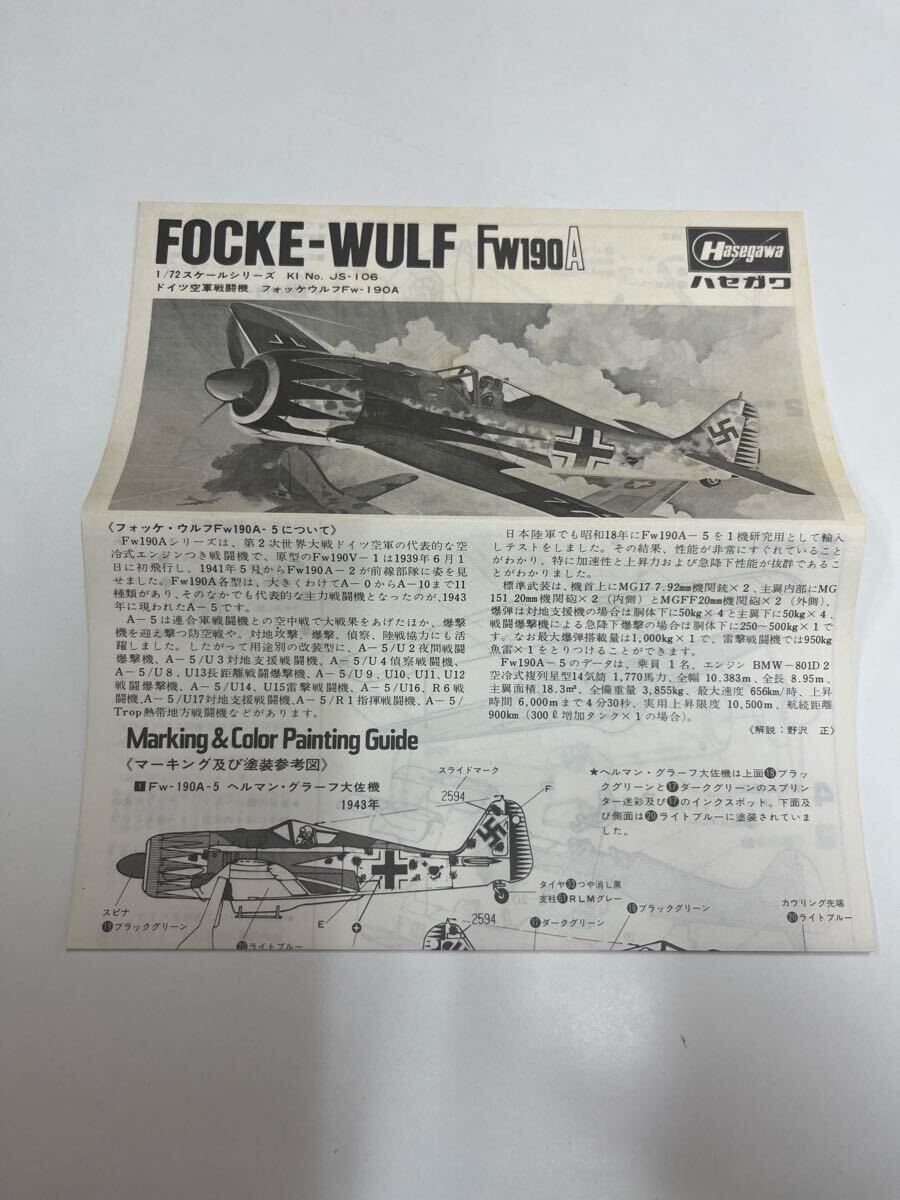 FOCKE-WULF FW190A
Hasegawa
ハセガワ
1/72スケールシリーズ KI No. JS-106
ドイツ空軍戦闘機 フォッケウルフFw-190A
《フォッケ・ウルフFw190A-5について》
Fw190Aシリーズは、第2次世界大戦ドイツ空軍の代表的な空
冷式エンジンつき戦闘機で、原型のFw190V-1は1939年6月1
日に初飛行し、1941年5月からFw190A-2が前線部隊に姿を見
せました。Fw190A各型は、大きくわけてA-0からA-10まで11
種類があり、そのなかでも代表的な主力戦闘機となったのが、1943
年に現われたA-5です。
A-5は連合軍戦闘機との空中戦で大戦果をあげたほか、爆撃
機を迎え撃つ防空戦や、対地攻撃、爆撃、偵察、陸戦協力にも活
躍しました。したがって用途別の改装型に、A-5/U2夜間戦闘
爆撃機、A-5/U3対地支援戦闘機、A-5/U4偵察戦闘機、A
-5/U8、U13長距離戦闘爆撃機、A-5/U9、U10、U11、U12
戦闘爆撃機、A-5/U14、U15雷撃戦闘機、A-5/U16、R6戦
闘機、A-5/U17対地支援戦闘機、A-5/R1指揮戦闘機、A-5/
Trop熱帯地方戦闘機などがあります。
日本陸軍でも昭和18年にFw190A-5を1機研究用として輸入
しテストをしました。その結果、性能が非常にすぐれていること
がわかり、特に加速性と上昇力および急降下性能が抜群であるこ
とがわかりました。
標準武装は、機首上にMG17 7.92mm機関銃×2、主翼内部にMG
151 20mm機関砲×2(内側)とMGFF20mm機関砲×2(外側)、
爆弾は対地支援機の場合は胴体下に50kg×4と主翼下に50kg×4、
戦闘爆撃機による急降下爆撃の場合は胴体下に250〜500kg×1で
す。なお最大爆弾搭載量は1,000kg×1で、雷撃戦闘機では950kg
魚雷×1をとりつけることができます。
Fw190A-5のデータは、乗員1名、エンジンBMW-801D2
空冷式複列星型14気筒1,770馬力、全幅10.383m、全長8.95m、
主翼面積18.3m²、全備重量3,855kg、最大速度656km/時、上昇
時間6,000mまで4分30秒、実用上昇限度10,500m、航続距離
900km(300ℓ増加タンク×1の場合)。
《解説:野沢 正》
Marking & Color Painting Guide
《マーキング及び塗装参考図》
1 Fw-190A-5 ヘルマン・グラーフ大佐機
1943年
スライドマーク
2594
F
★ヘルマン・グラーフ大佐機は上面⑱ブラッ
クグリーンと⑰ダークグリーンのスプリン
ター迷彩及び⑰のインクスポット。下面及
び側面は⑳ライトブルーに塗装されていま
した。
タイヤ㉝つや消し黒
支柱61RLMグレー
スピナ
⑱ブラックグリーン
⑳ライトブルー
E
2594
⑰ダークグリーン
⑱ブラックグリーン
カウリング先端
⑳ライトブルー